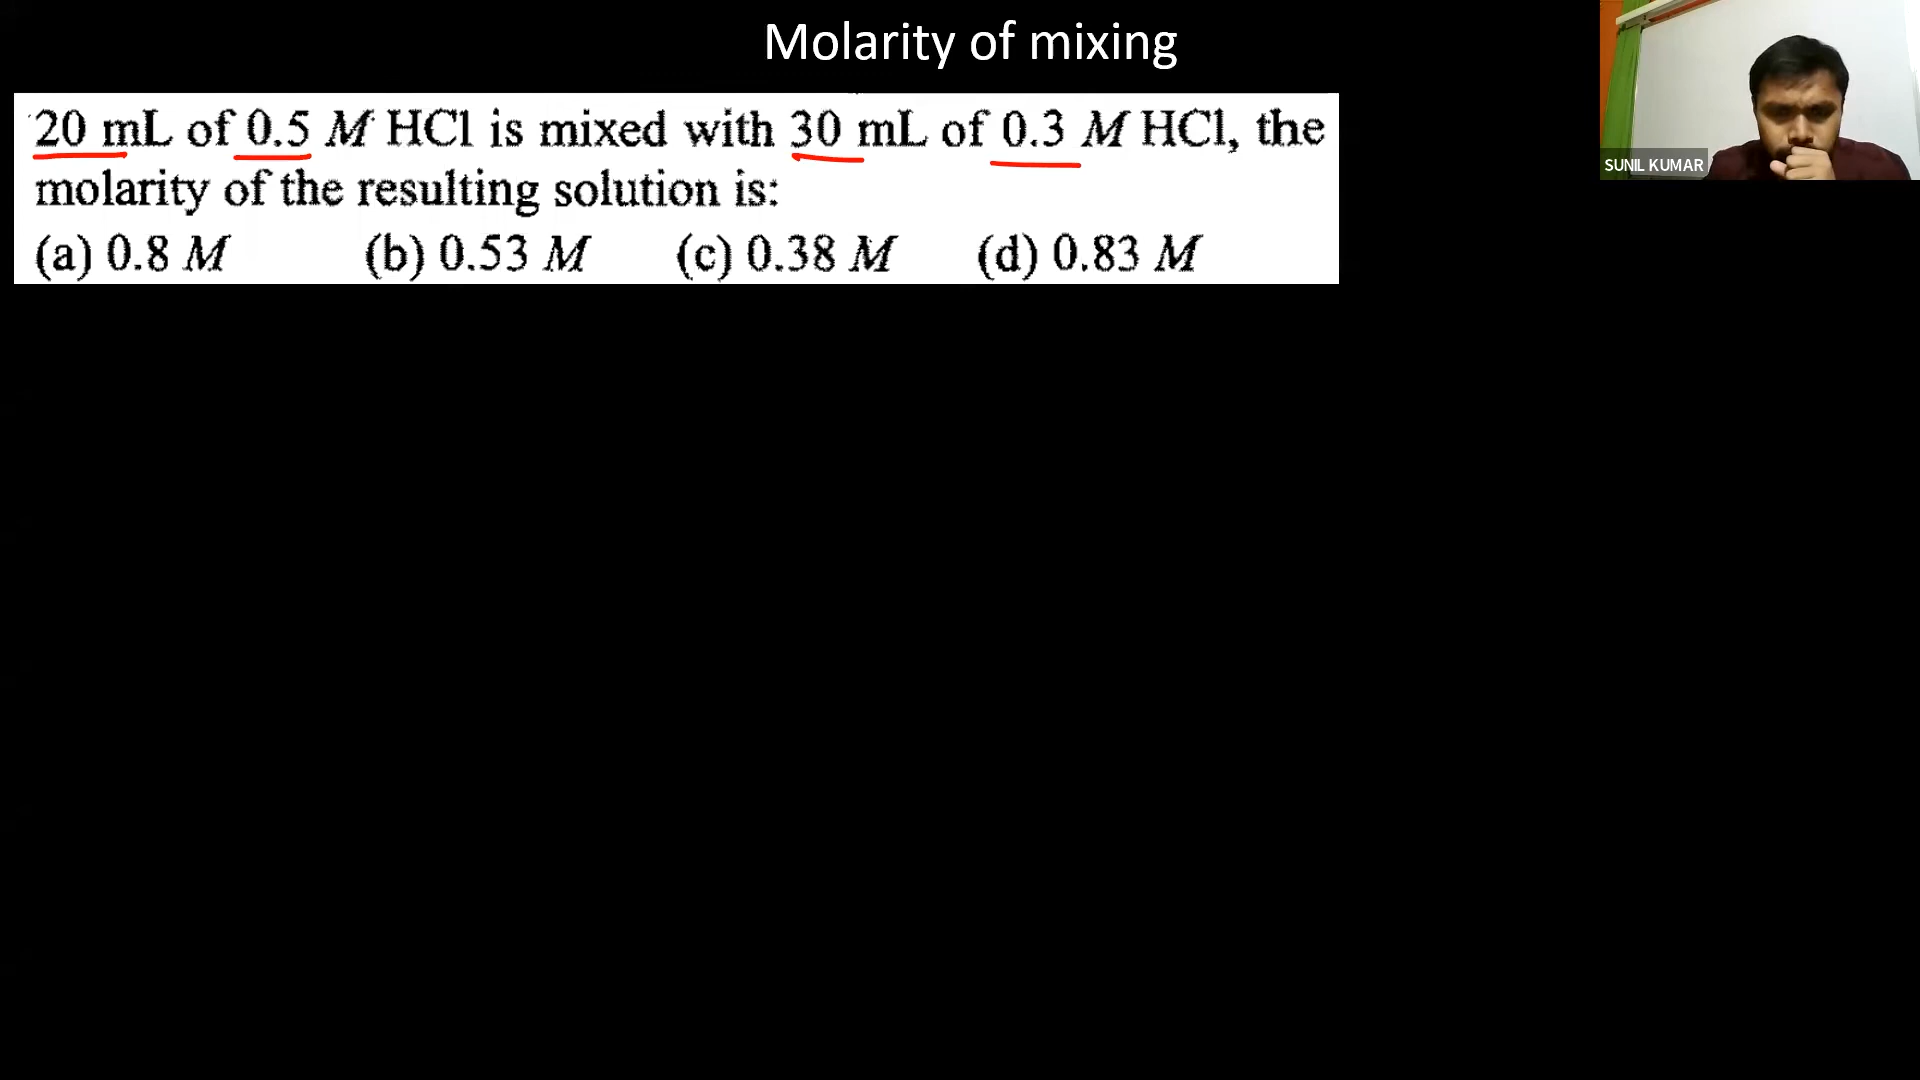 Molarity of mixing
20 mL of 0.5 M HCl is mixed with 30 mL of 0.3 M HCl, the
molarity of the resulting solution is:
(a) 0.8 M (b) 0.53 M (c) 0.38 M (d) 0.83 M
SUNIL KUMAR